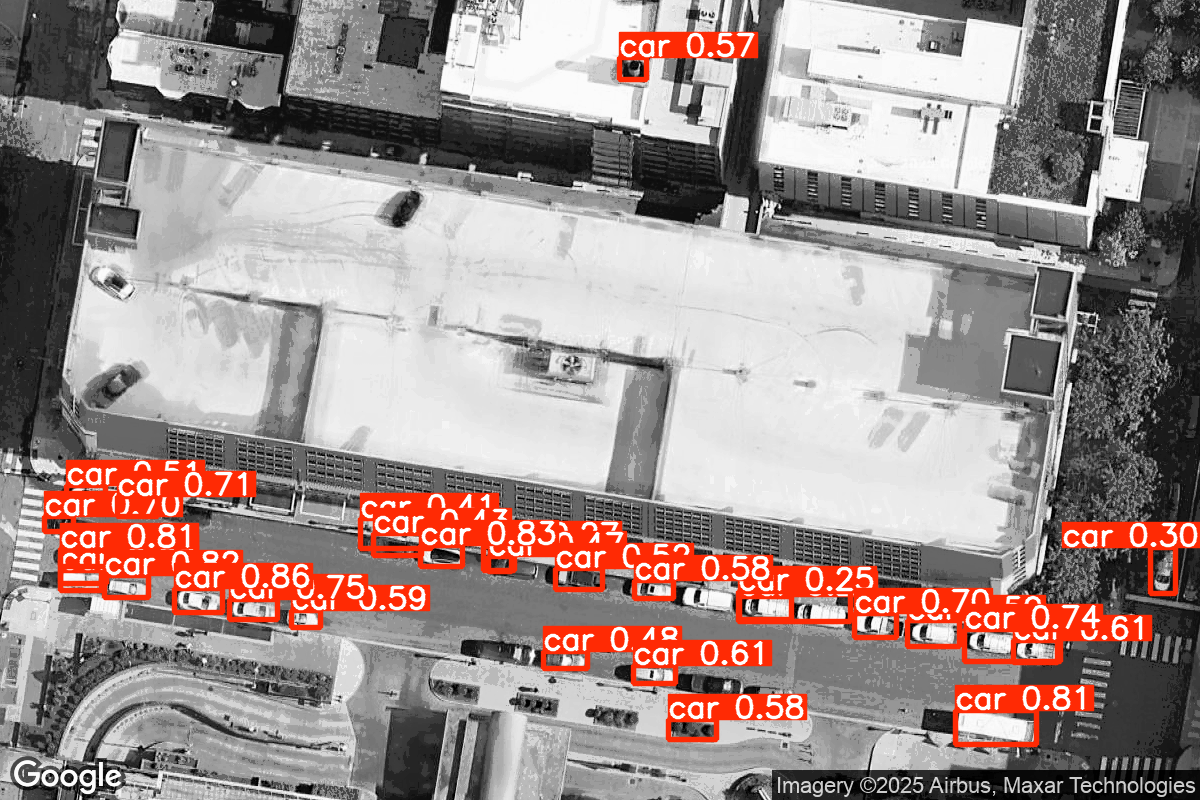 car 0.57
car 0.51
car 0.71
car 0.70
car 0.41
car 0.43
car 0.83
car 0.30
car 0.81
car 0.82
car 0.52
car 0.58
car 0.86
car 0.25
car 0.75
car 0.59
car 0.70
car 0.74
car 0.61
car 0.48
car 0.61
car 0.81
car 0.58
Google
Imagery ©2025 Airbus, Maxar Technologies